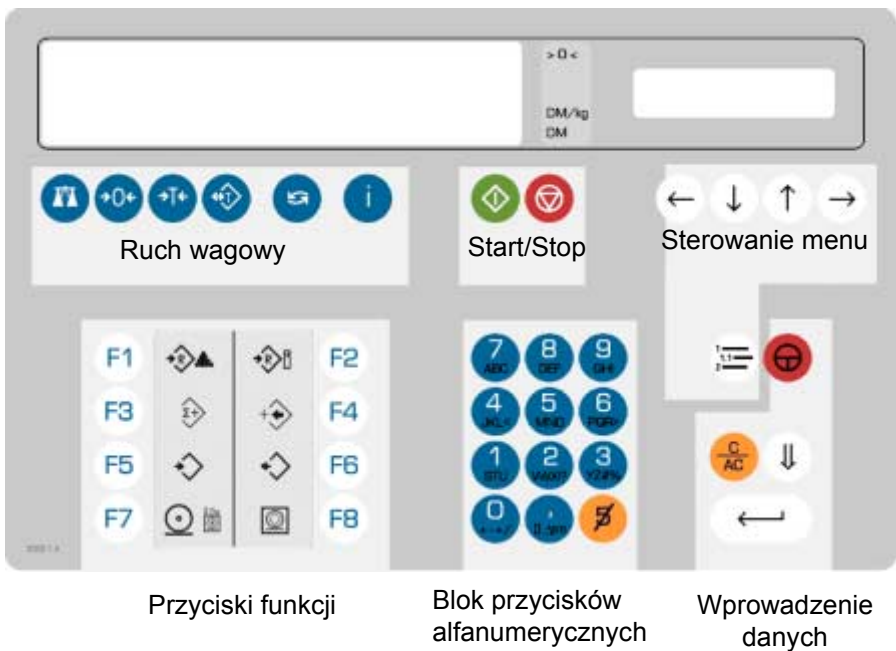 >0<
DM/kg
DM
→0← →T← T i
Ruch wagowy
Start/Stop
Sterowanie menu
← ↓ ↑ →
F1 R R F2
F3 Σ+ F4
F5 F6
F7 F8
7 8 9
ABC DEF GHI
4 5 6
MNO
1 2 3
STU
0
C
AC
Przyciski funkcji
Blok przycisków
alfanumerycznych
Wprowadzenie
danych